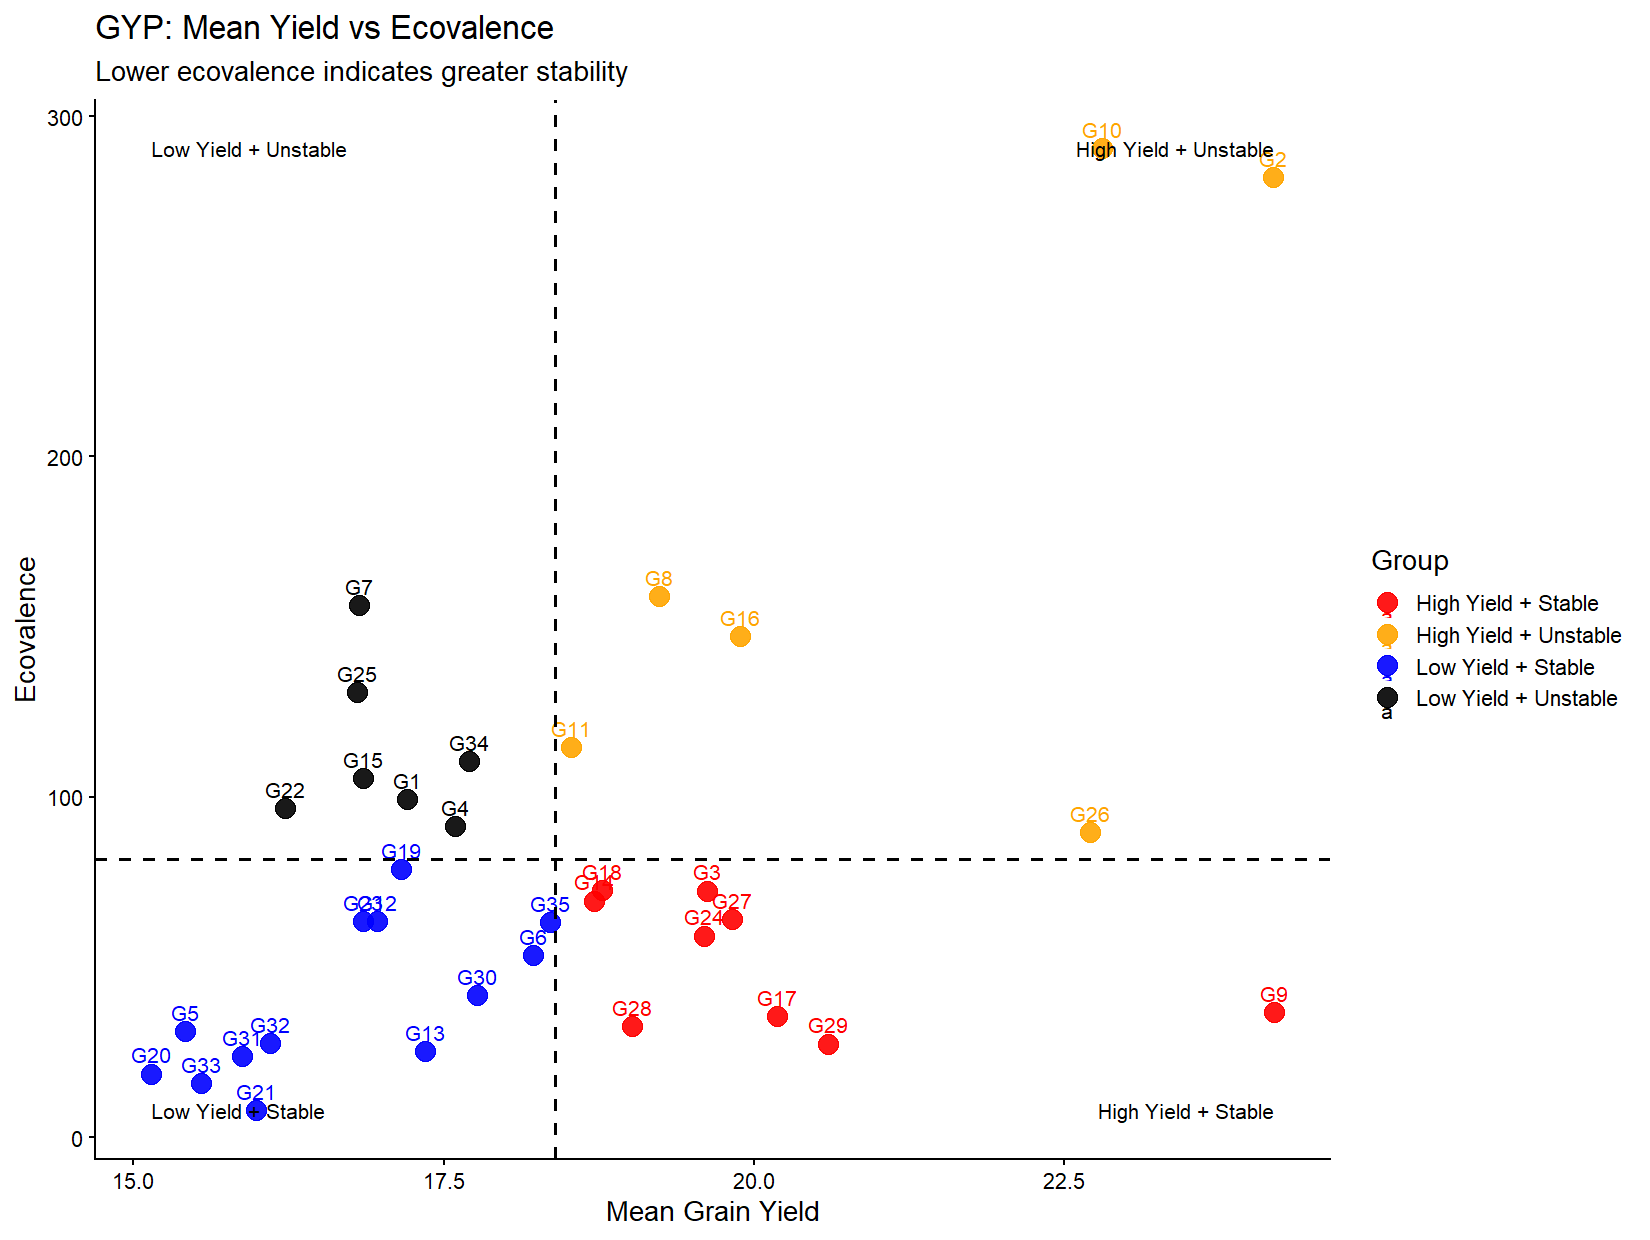 GYP: Mean Yield vs Ecovalence
Lower ecovalence indicates greater stability
300
200
100
0
Ecovalence
Low Yield + Unstable
High Yield + Unstable
G10
G2
G7
G8
G25
G16
G11
G34
G15
G1
G22
G4
G26
G19
G18
G3
G12
G35
G27
G24
G6
G30
G28
G17
G9
G5
G32
G31
G13
G29
G20
G33
G21
Low Yield + Stable
High Yield + Stable
15.0
17.5
20.0
22.5
Mean Grain Yield
Group
High Yield + Stable
High Yield + Unstable
Low Yield + Stable
Low Yield + Unstable
a